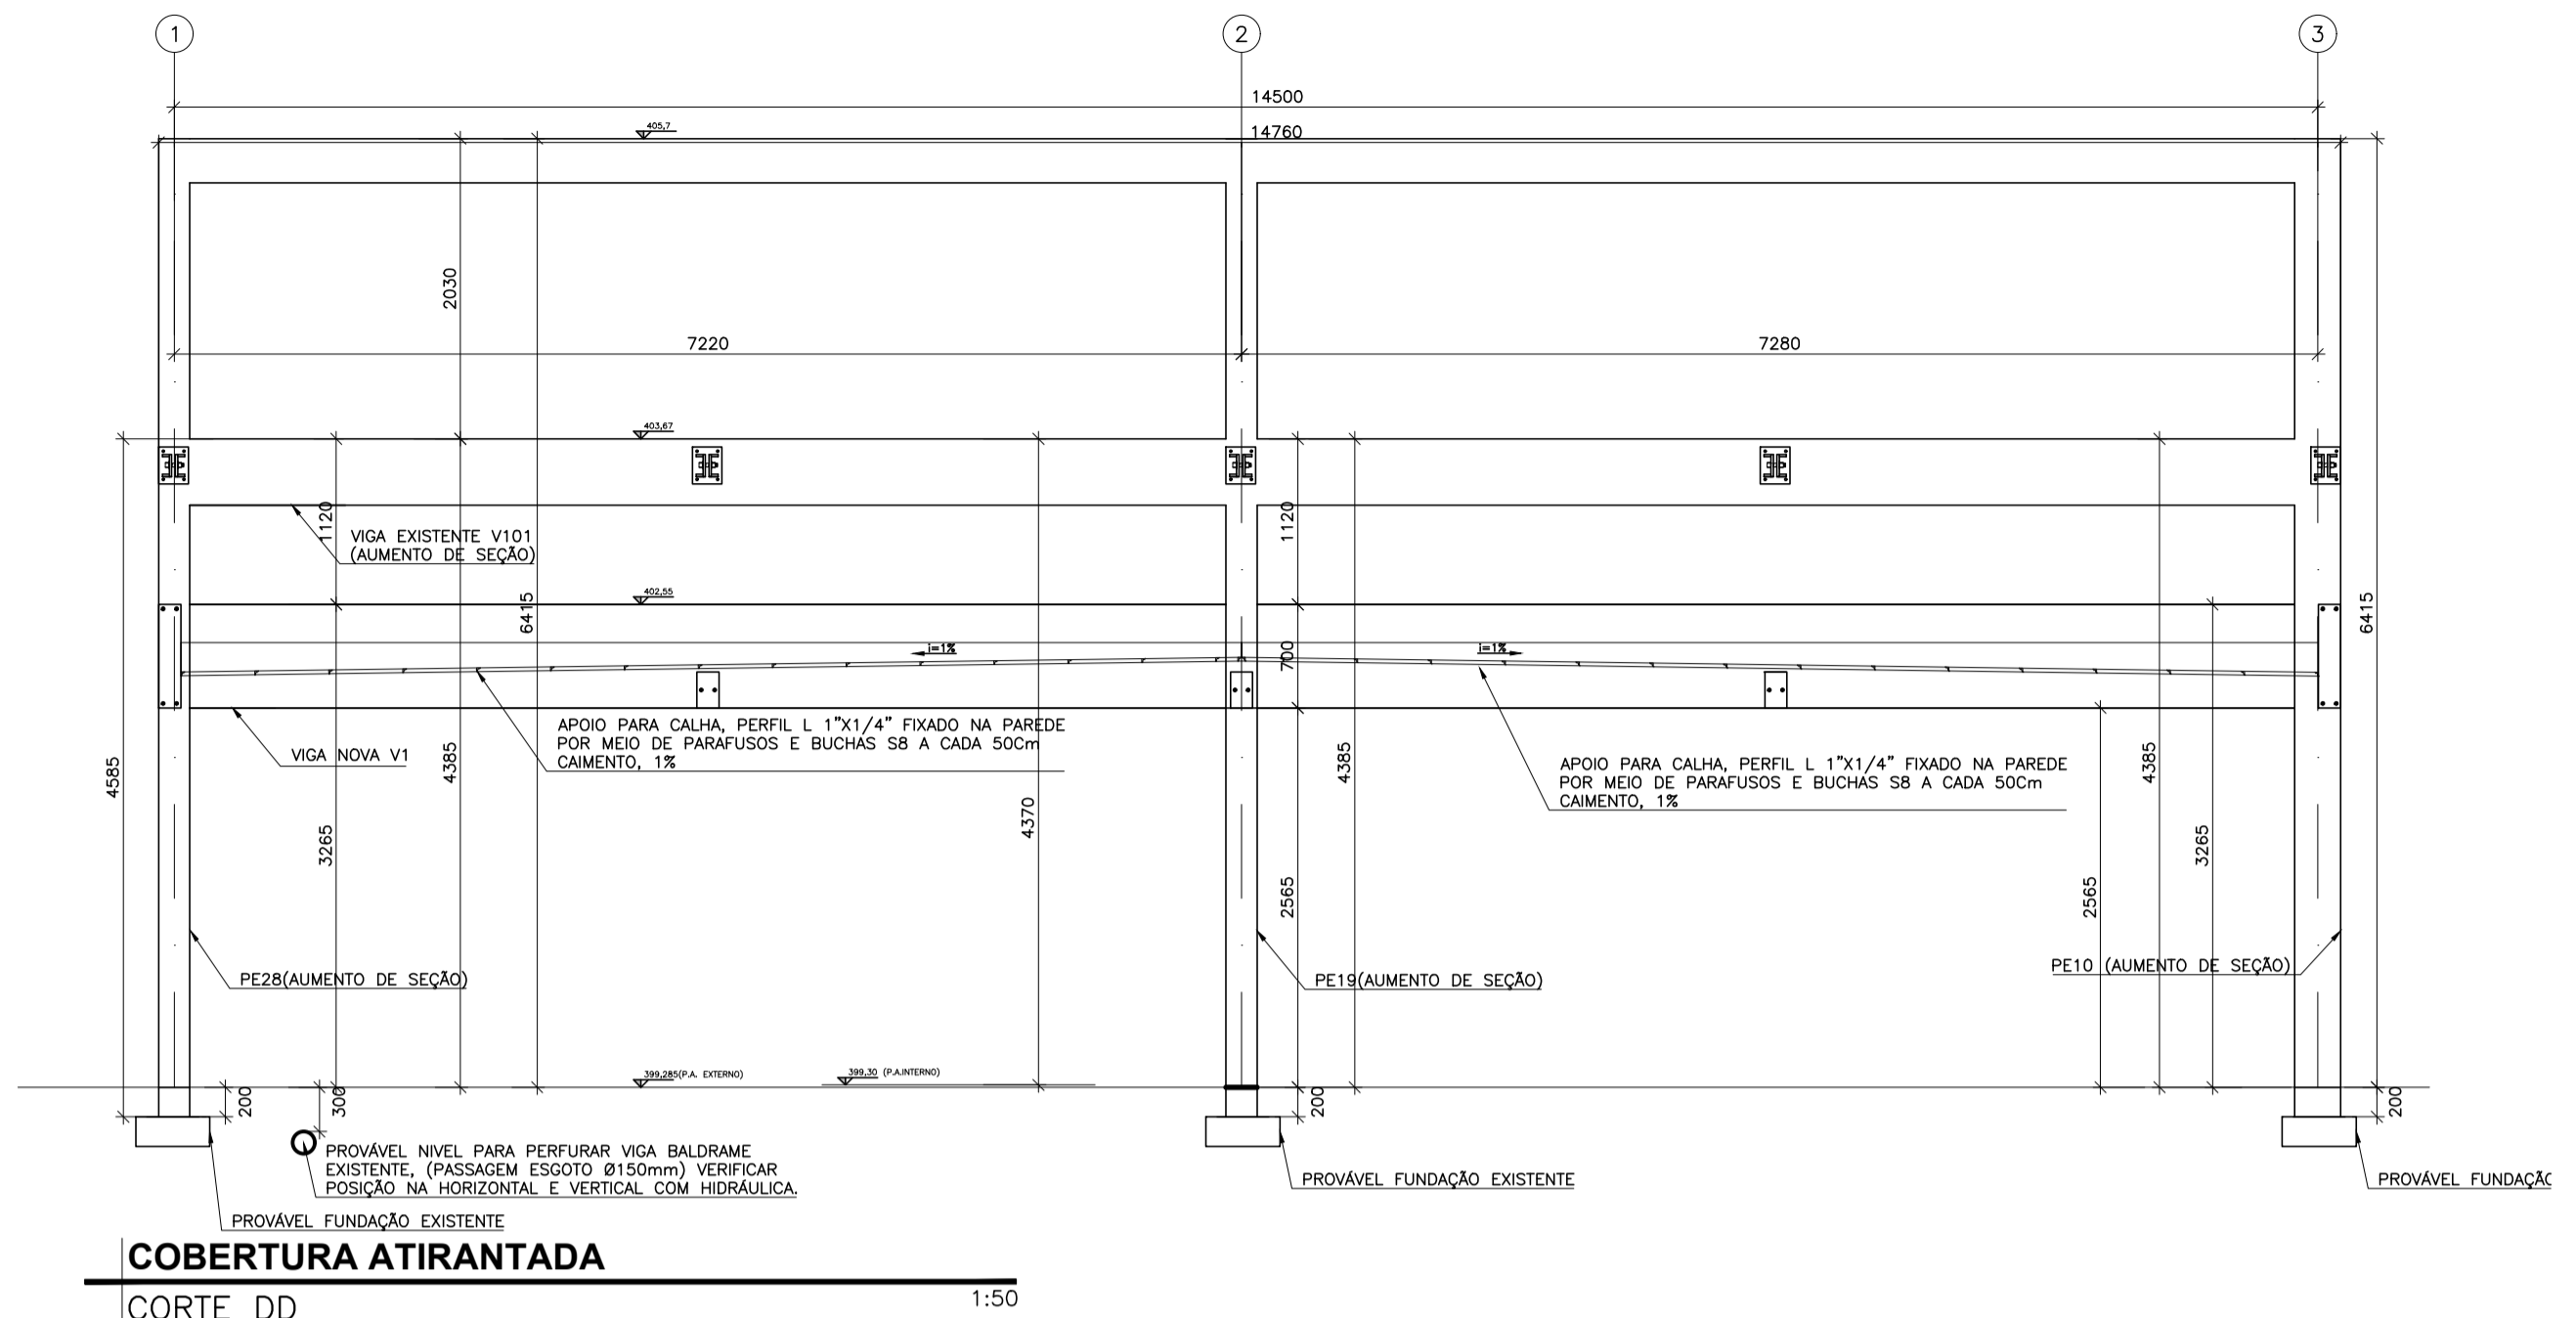 1
2
3
14500
405,7
14760
2030
7220
7280
403,67
1120
1120
VIGA EXISTENTE V101
(AUMENTO DE SEÇÃO)
402,55
6415
6415
i=1%
i=1%
700
VIGA NOVA V1
APOIO PARA CALHA, PERFIL L 1"X1/4" FIXADO NA PAREDE
POR MEIO DE PARAFUSOS E BUCHAS S8 A CADA 50Cm
CAIMENTO, 1%
APOIO PARA CALHA, PERFIL L 1"X1/4" FIXADO NA PAREDE
POR MEIO DE PARAFUSOS E BUCHAS S8 A CADA 50Cm
CAIMENTO, 1%
4585
4385
4385
4385
4370
3265
3265
2565
2565
PE28(AUMENTO DE SEÇÃO)
PE19(AUMENTO DE SEÇÃO)
PE10 (AUMENTO DE SEÇÃO)
399,285(P.A. EXTERNO)
399,30 (P.A.INTERNO)
200
300
200
200
PROVÁVEL NIVEL PARA PERFURAR VIGA BALDRAME
EXISTENTE, (PASSAGEM ESGOTO Ø150mm) VERIFICAR
POSIÇÃO NA HORIZONTAL E VERTICAL COM HIDRÁULICA.
PROVÁVEL FUNDAÇÃO EXISTENTE
PROVÁVEL FUNDAÇÃO
PROVÁVEL FUNDAÇÃO EXISTENTE
COBERTURA ATIRANTADA
CORTE DD
1:50